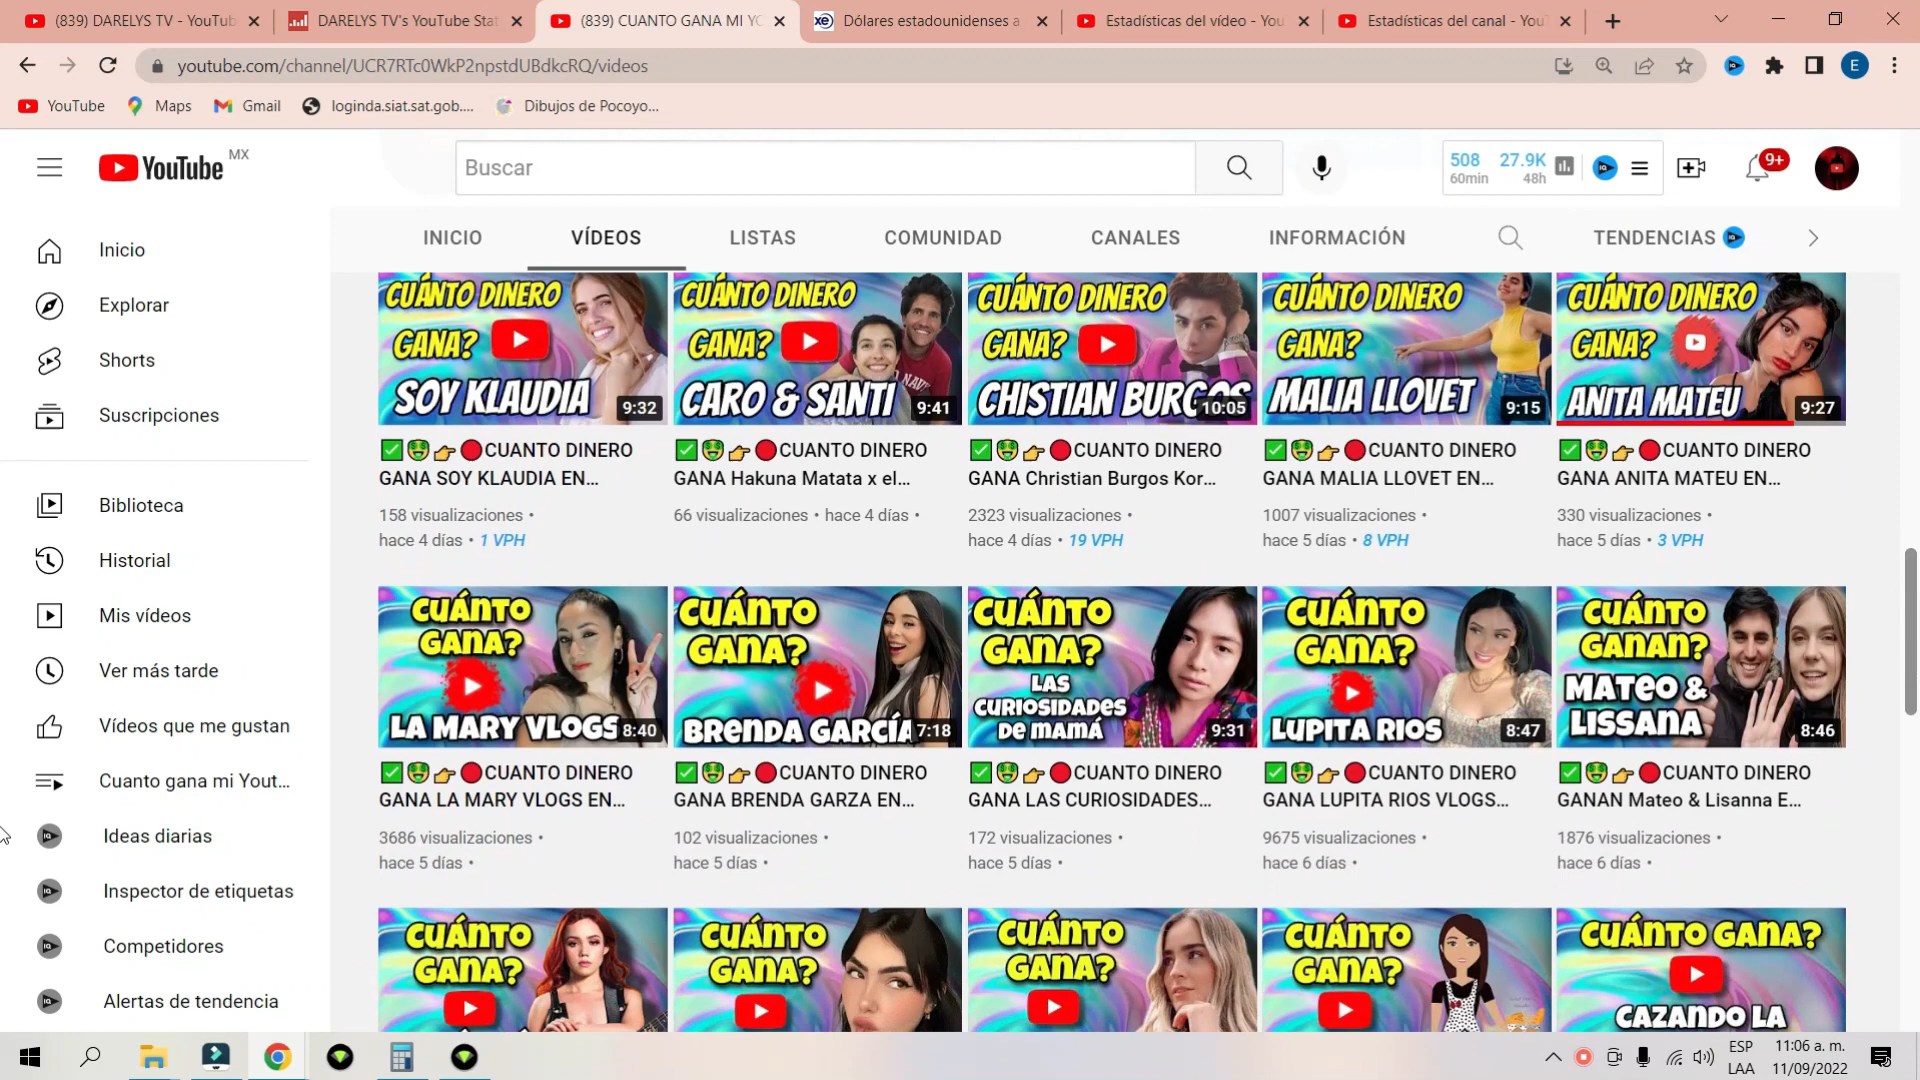 (839) DARELYS TV - YouTub
DARELYS TV's YouTube Stat
(839) CUANTO GANA MI YO
Dólares estadounidenses a
Estadísticas del vídeo - You
Estadísticas del canal - YouT
youtube.com/channel/UCR7RTc0WkP2npstdUBdkcRQ/videos
E
YouTube
Maps
Gmail
loginda.siat.sat.gob....
Dibujos de Pocoyo...
YouTube MX
Buscar
508
60min
27.9K
48h
9+
INICIO
VÍDEOS
LISTAS
COMUNIDAD
CANALES
INFORMACIÓN
TENDENCIAS
Inicio
Explorar
Shorts
Suscripciones
Biblioteca
Historial
Mis vídeos
Ver más tarde
Vídeos que me gustan
Cuanto gana mi Yout...
Ideas diarias
Inspector de etiquetas
Competidores
Alertas de tendencia
CUÁNTO DINERO
GANA?
SOY KLAUDIA
9:32
CUÁNTO DINERO
GANA?
CARO & SANTI
9:41
CUÁNTO DINERO
GANA?
CHISTIAN BURGOS
10:05
CUÁNTO DINERO
GANA?
MALIA LLOVET
9:15
CUÁNTO DINERO
GANA?
ANITA MATEU
9:27
✅🤑👉🔴CUANTO DINERO
GANA SOY KLAUDIA EN...
158 visualizaciones •
hace 4 días • 1 VPH
✅🤑👉🔴CUANTO DINERO
GANA Hakuna Matata x el...
66 visualizaciones • hace 4 días •
✅🤑👉🔴CUANTO DINERO
GANA Christian Burgos Kor...
2323 visualizaciones •
hace 4 días • 19 VPH
✅🤑👉🔴CUANTO DINERO
GANA MALIA LLOVET EN...
1007 visualizaciones •
hace 5 días • 8 VPH
✅🤑👉🔴CUANTO DINERO
GANA ANITA MATEU EN...
330 visualizaciones •
hace 5 días • 3 VPH
CUÁNTO
GANA?
LA MARY VLOGS
8:40
CUÁNTO
GANA?
BRENDA GARCÍA
7:18
CUÁNTO
GANA?
LAS
CURIOSIDADES
DE MAMÁ
9:31
CUÁNTO
GANA?
LUPITA RIOS
8:47
CUÁNTO
GANAN?
MATEO &
LISSANA
8:46
✅🤑👉🔴CUANTO DINERO
GANA LA MARY VLOGS EN...
3686 visualizaciones •
hace 5 días •
✅🤑👉🔴CUANTO DINERO
GANA BRENDA GARZA EN...
102 visualizaciones •
hace 5 días •
✅🤑👉🔴CUANTO DINERO
GANA LAS CURIOSIDADES...
172 visualizaciones •
hace 5 días •
✅🤑👉🔴CUANTO DINERO
GANA LUPITA RIOS VLOGS...
9675 visualizaciones •
hace 6 días •
✅🤑👉🔴CUANTO DINERO
GANAN Mateo & Lisanna E...
1876 visualizaciones •
hace 6 días •
CUÁNTO
GANA?
CUÁNTO
GANA?
CUÁNTO
GANA?
CUÁNTO
GANA?
CUÁNTO GANA?
CAZANDO LA
ESP
LAA
11:06 a. m.
11/09/2022